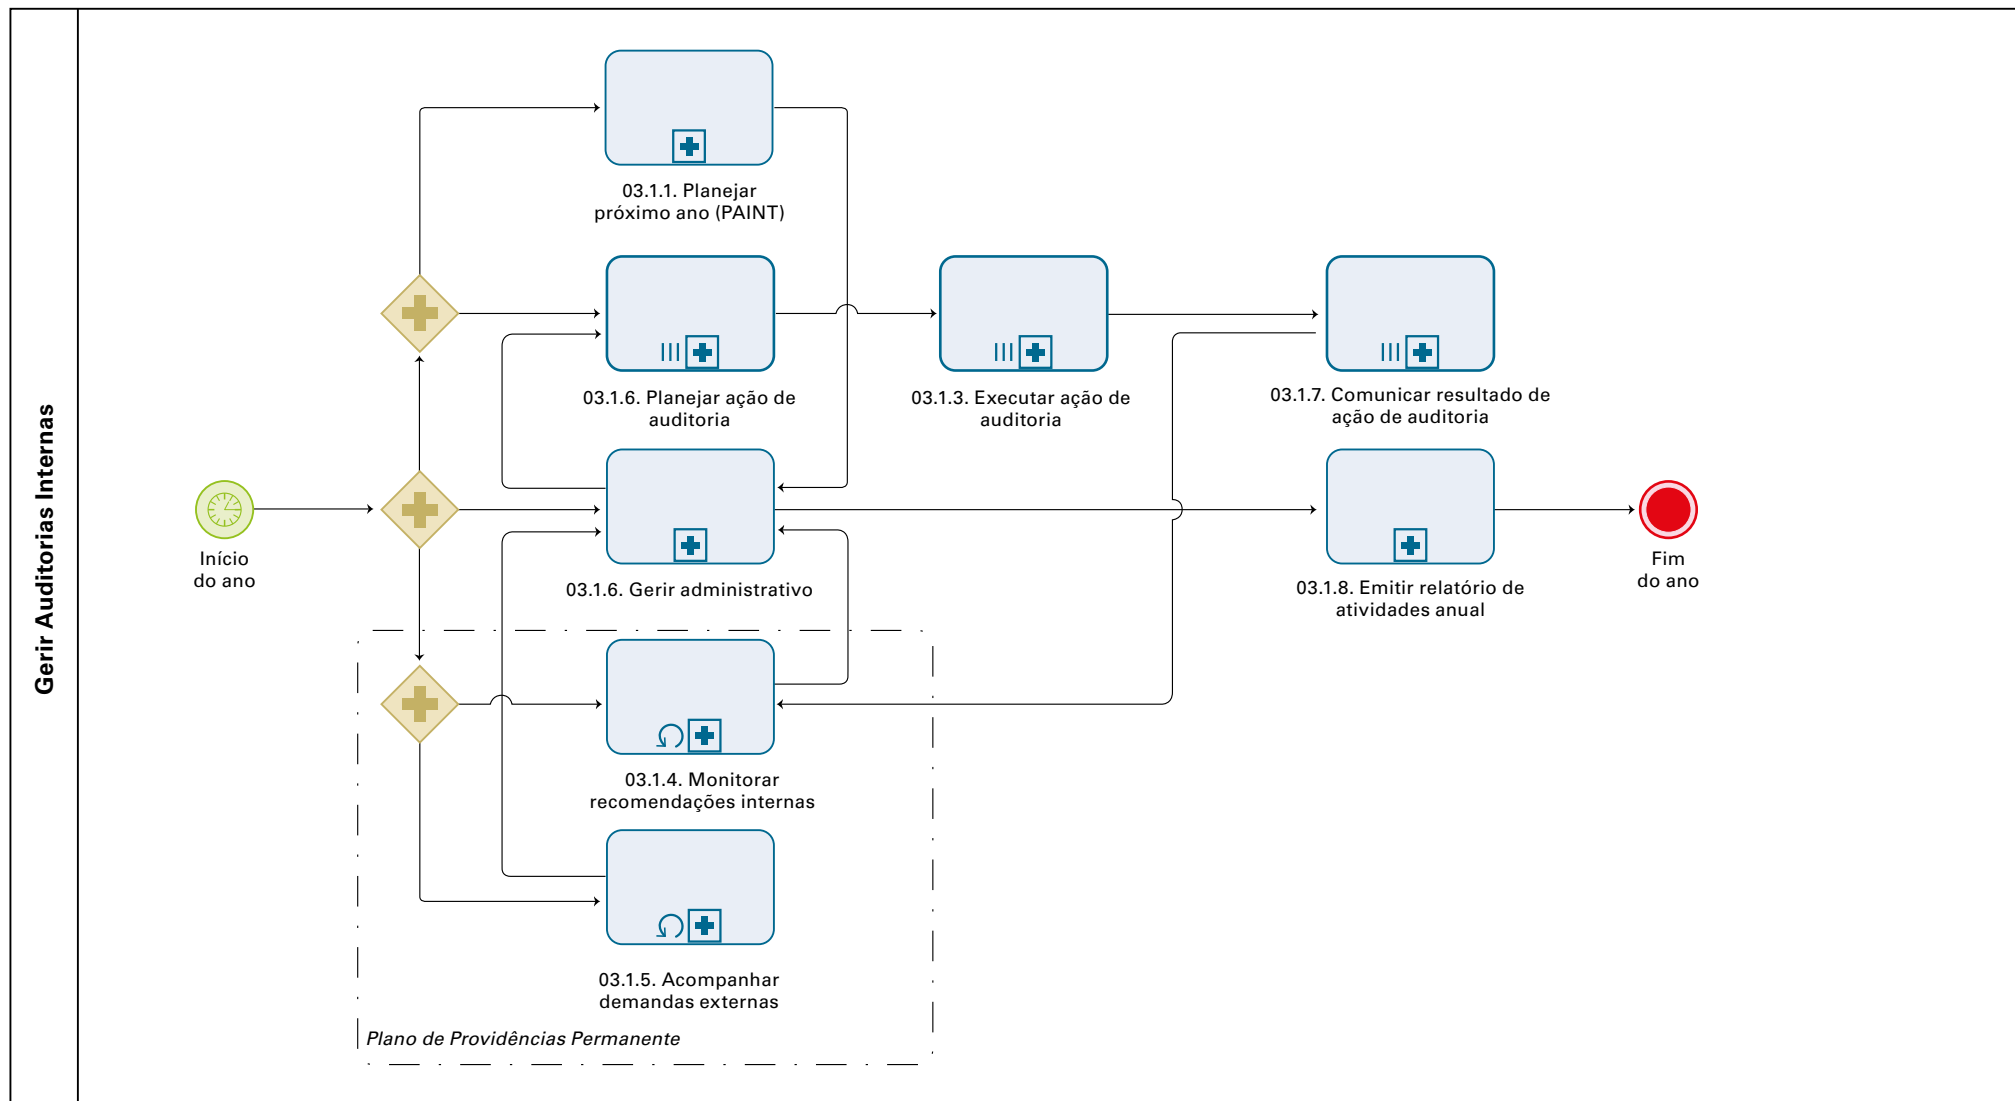 Gerir Auditorias Internas
03.1.1. Planejar
próximo ano (PAINT)
03.1.6. Planejar ação de
auditoria
03.1.3. Executar ação de
auditoria
03.1.7. Comunicar resultado de
ação de auditoria
Início
do ano
03.1.6. Gerir administrativo
03.1.8. Emitir relatório de
atividades anual
Fim
do ano
03.1.4. Monitorar
recomendações internas
03.1.5. Acompanhar
demandas externas
Plano de Providências Permanente